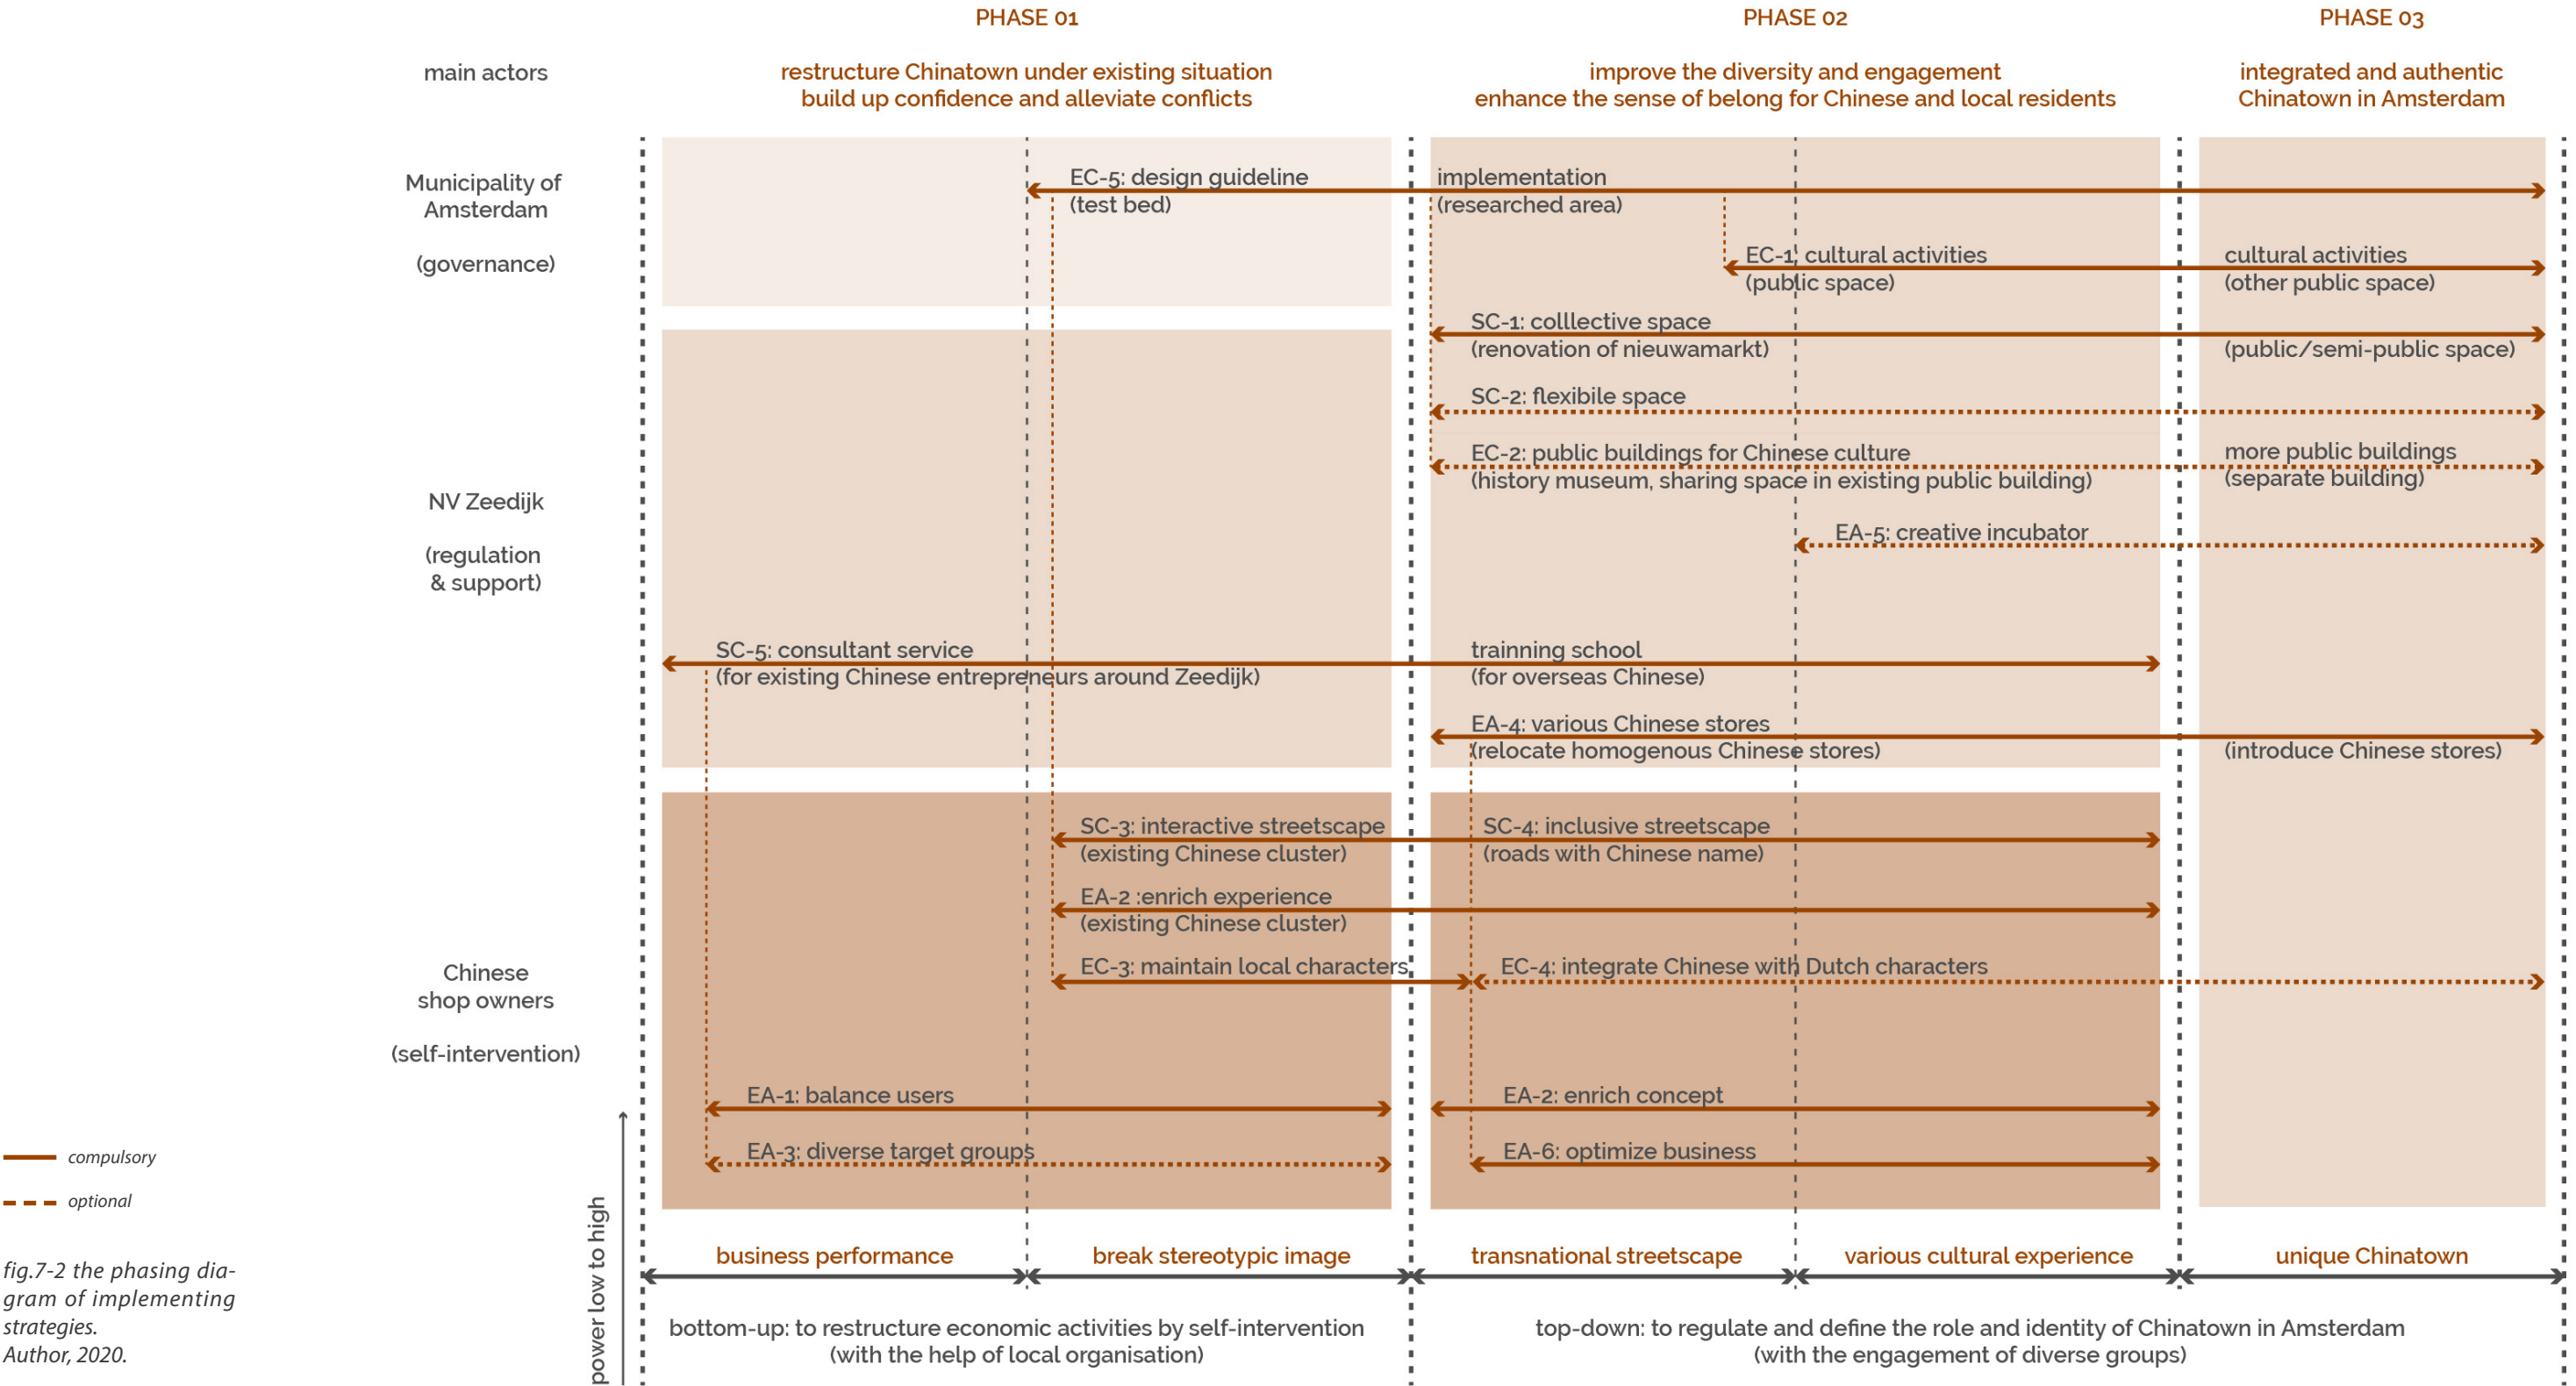 PHASE 01
PHASE 02
PHASE 03
main actors
restructure Chinatown under existing situation
build up confidence and alleviate conflicts
improve the diversity and engagement
enhance the sense of belong for Chinese and local residents
integrated and authentic
Chinatown in Amsterdam
Municipality of
Amsterdam
(governance)
EC-5: design guideline
(test bed)
implementation
(researched area)
EC-1: cultural activities
(public space)
cultural activities
(other public space)
SC-1: colllective space
(renovation of nieuwamarkt)
(public/semi-public space)
SC-2: flexibile space
EC-2: public buildings for Chinese culture
(history museum, sharing space in existing public building)
more public buildings
(separate building)
NV Zeedijk
(regulation
& support)
EA-5: creative incubator
SC-5: consultant service
(for existing Chinese entrepreneurs around Zeedijk)
trainning school
(for overseas Chinese)
EA-4: various Chinese stores
(relocate homogenous Chinese stores)
(introduce Chinese stores)
SC-3: interactive streetscape
(existing Chinese cluster)
SC-4: inclusive streetscape
(roads with Chinese name)
EA-2 :enrich experience
(existing Chinese cluster)
EC-3: maintain local characters
EC-4: integrate Chinese with Dutch characters
Chinese
shop owners
(self-intervention)
EA-1: balance users
EA-2: enrich concept
EA-3: diverse target groups
EA-6: optimize business
compulsory
optional
power low to high
business performance
break stereotypic image
transnational streetscape
various cultural experience
unique Chinatown
bottom-up: to restructure economic activities by self-intervention
(with the help of local organisation)
top-down: to regulate and define the role and identity of Chinatown in Amsterdam
(with the engagement of diverse groups)
fig.7-2 the phasing dia-
gram of implementing
strategies.
Author, 2020.